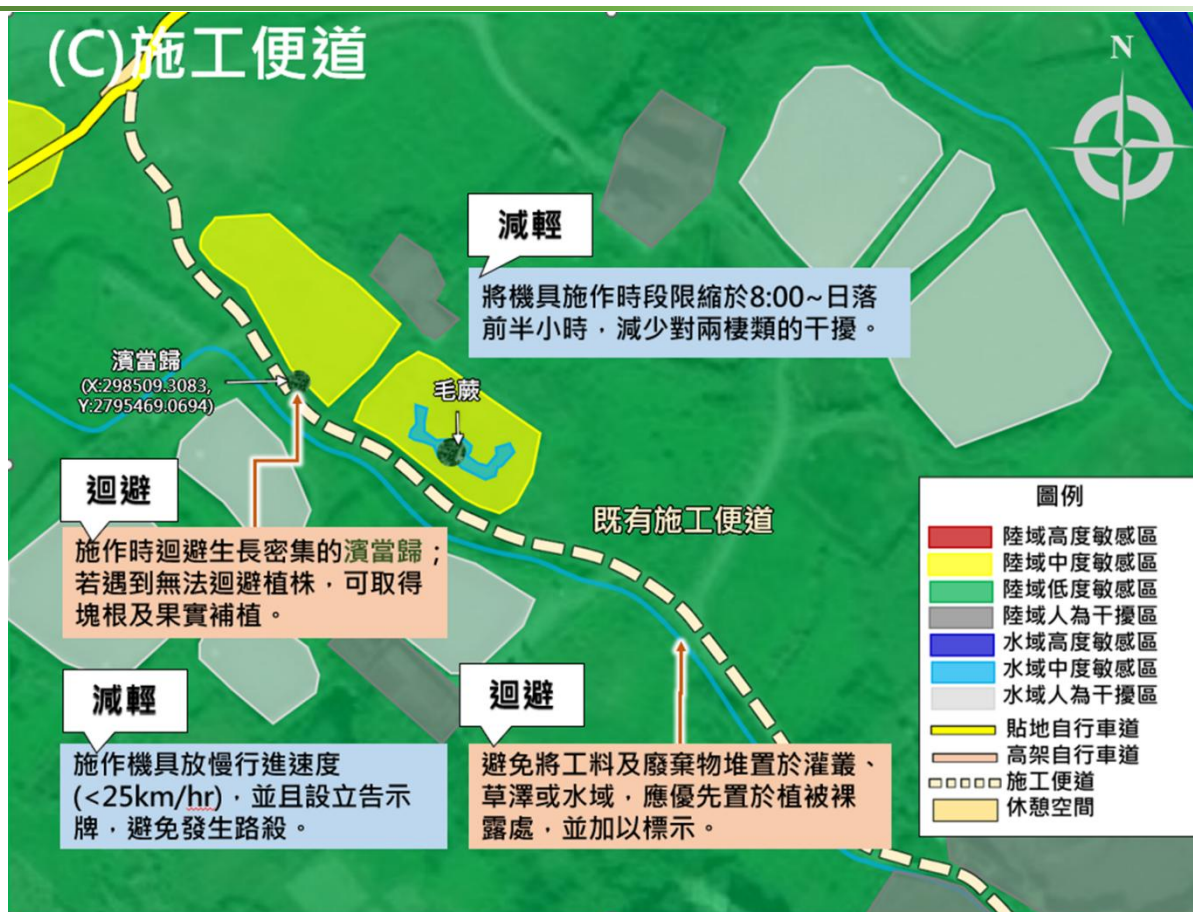 (C)施工便道
N
減輕
將機具施作時段限縮於8:00~日落
前半小時，減少對兩棲類的干擾。
濱當歸
(X:298509.3083,
Y:2795469.0694)
毛蕨
迴避
施作時迴避生長密集的濱當歸；
若遇到無法迴避植株，可取得
塊根及果實補植。
既有施工便道
減輕
施作機具放慢行進速度
(<25km/hr)，並且設立告示
牌，避免發生路殺。
迴避
避免將工料及廢棄物堆置於灌叢、
草澤或水域，應優先置於植被裸
露處，並加以標示。
圖例
陸域高度敏感區
陸域中度敏感區
陸域低度敏感區
陸域人為干擾區
水域高度敏感區
水域中度敏感區
水域人為干擾區
貼地自行車道
高架自行車道
施工便道
休憩空間